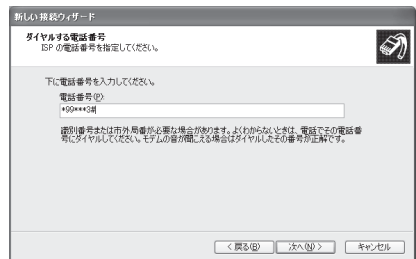 新しい接続ウィザード
ダイヤルする電話番号
ISP の電話番号を指定してください。
下に電話番号を入力してください。
電話番号(P):
*99***3#
識別番号または市外局番が必要な場合があります。よくわからないときは、電話でその電話番
号にダイヤルしてください。モデムの音が聞こえる場合はダイヤルしたその番号が正解です。
< 戻る(B)
次へ(N) >
キャンセル